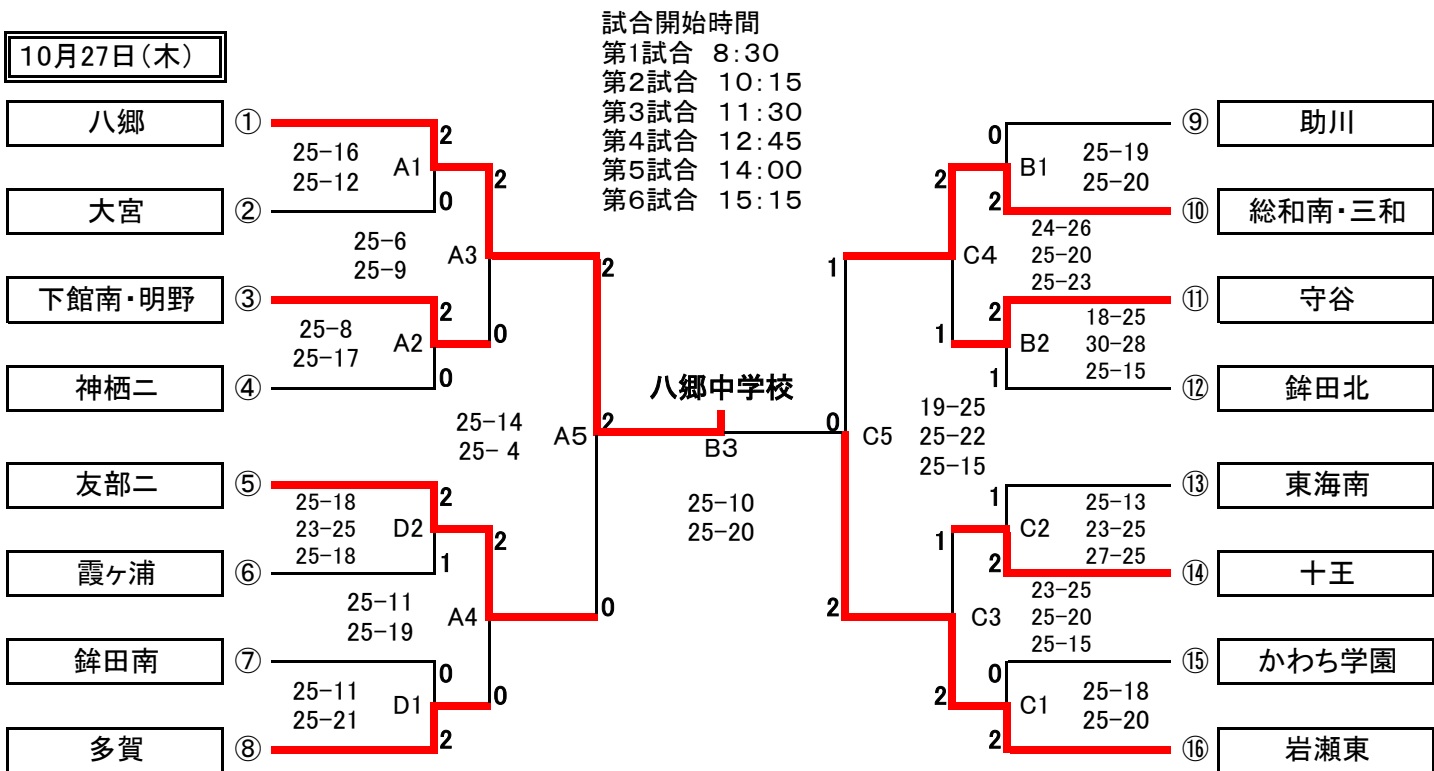 試合開始時間
10月27日(木)
第1試合 8:30
第2試合 10:15
第3試合 11:30
第4試合 12:45
第5試合 14:00
第6試合 15:15
八郷 ①
2
25-16
25-12
A1
2
大宮 ②
0
25-6
25-9
A3
2
下館南・明野 ③
2
25-8
25-17
A2
0
神栖二 ④
0
25-14
25- 4
A5
2
友部二 ⑤
2
25-18
23-25
25-18
D2
2
霞ヶ浦 ⑥
1
25-11
25-19
A4
0
鉾田南 ⑦
0
25-11
25-21
D1
0
多賀 ⑧
2
八郷中学校
B3
25-10
25-20
⑨ 助川
0
B1
25-19
25-20
2
⑩ 総和南・三和
2
24-26
25-20
25-23
C4
1
⑪ 守谷
2
18-25
30-28
25-15
B2
1
⑫ 鉾田北
1
0
C5
19-25
25-22
25-15
⑬ 東海南
1
25-13
23-25
27-25
C2
1
⑭ 十王
2
23-25
25-20
25-15
C3
2
⑮ かわち学園
0
25-18
25-20
C1
2
⑯ 岩瀬東
2